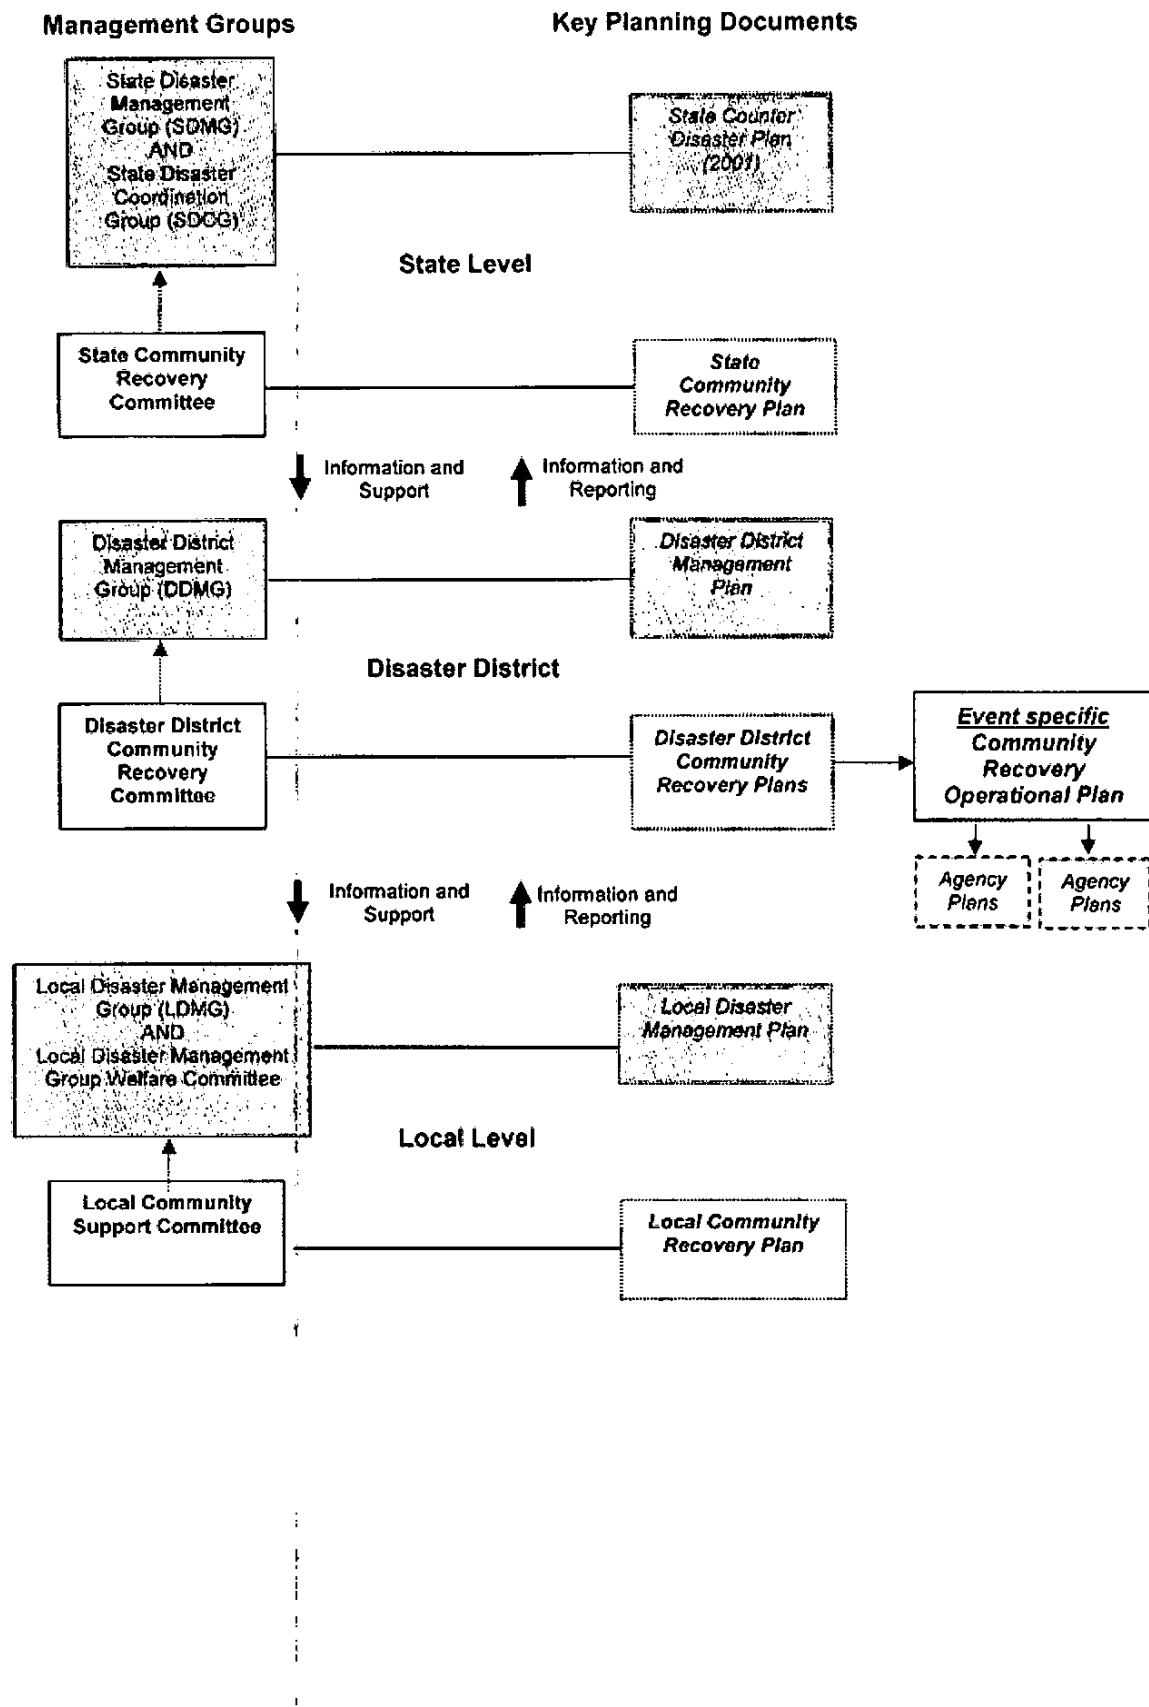 Management Groups
Key Planning Documents
State Disaster
Management
Group (SDMG)
AND
State Disaster
Coordination
Group (SDCG)
State Counter
Disaster Plan
(2001)
State Level
State Community
Recovery
Committee
State
Community
Recovery Plan
Information and
Support
Information and
Reporting
Disaster District
Management
Group (DDMG)
Disaster District
Management
Plan
Disaster District
Disaster District
Community
Recovery
Committee
Disaster District
Community
Recovery Plans
Event specific
Community
Recovery
Operational Plan
Agency
Plans
Agency
Plans
Information and
Support
Information and
Reporting
Local Disaster Management
Group (LDMG)
AND
Local Disaster Management
Group Welfare Committee
Local Disaster
Management Plan
Local Level
Local Community
Support Committee
Local Community
Recovery Plan